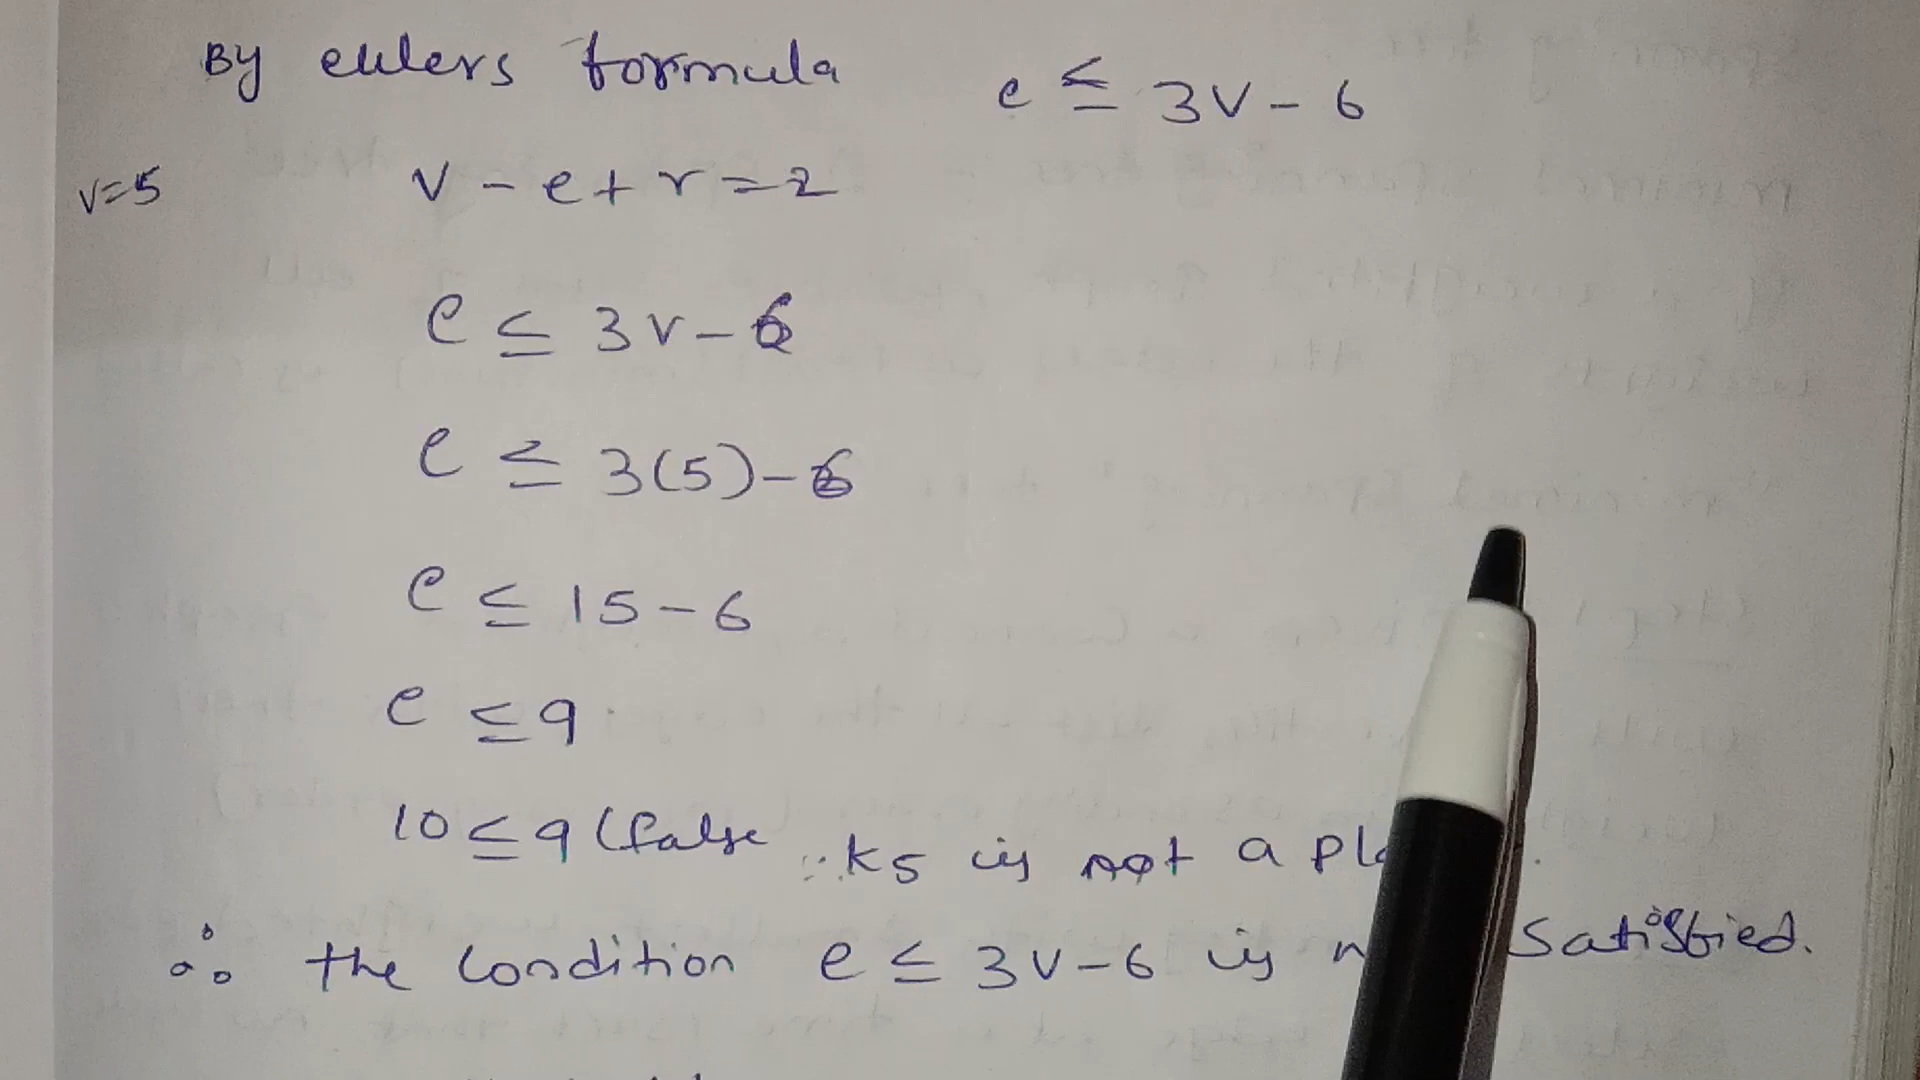 By eulers formula e ≤ 3V - 6
v=5 v - e + r = 2
e ≤ 3v - 6
e ≤ 3(5) - 6
e ≤ 15 - 6
e ≤ 9
10 ≤ 9 (false ∴ k5 is not a
∴ the condition e ≤ 3v - 6 is satisfied.